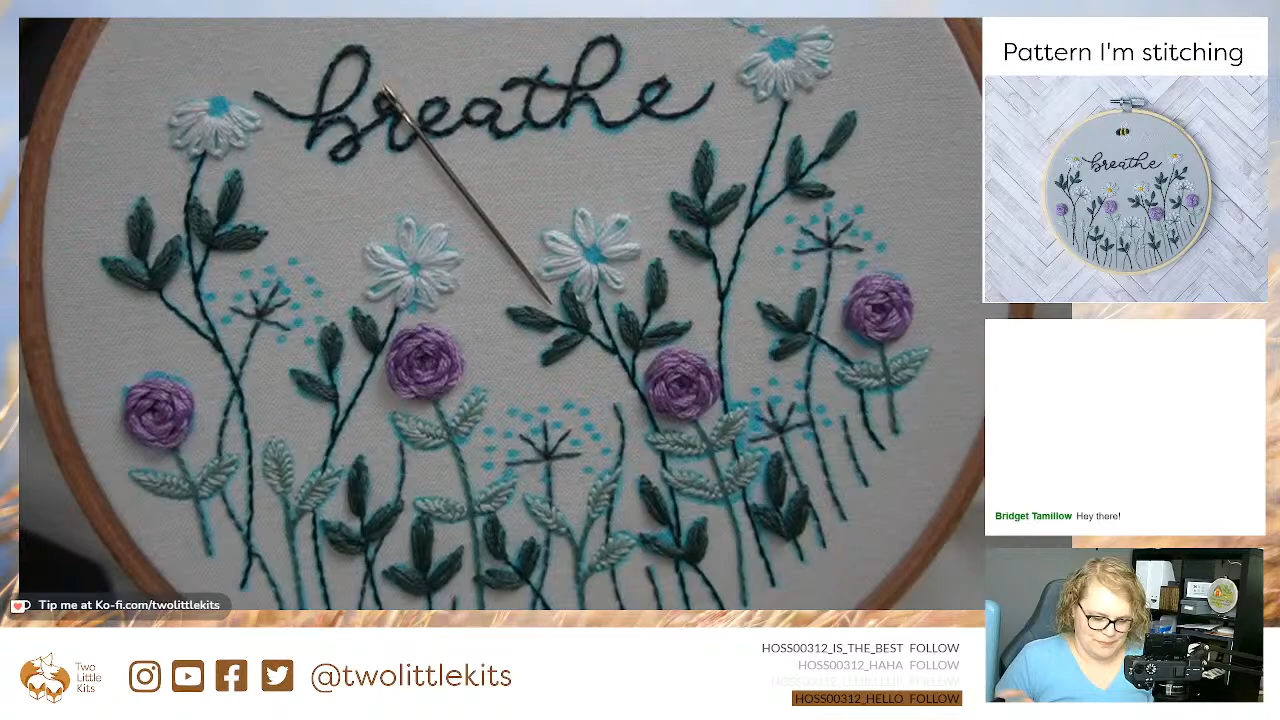 breathe
Pattern I'm stitching
breathe
Bridget Tamillow Hey there!
Tip me at Ko-fi.com/twolittlekits
Two
Little
Kits
@twolittlekits
HOSS00312_IS_THE_BEST FOLLOW
HOSS00312_HAHA FOLLOW
HOSS00312_HELLO FOLLOW